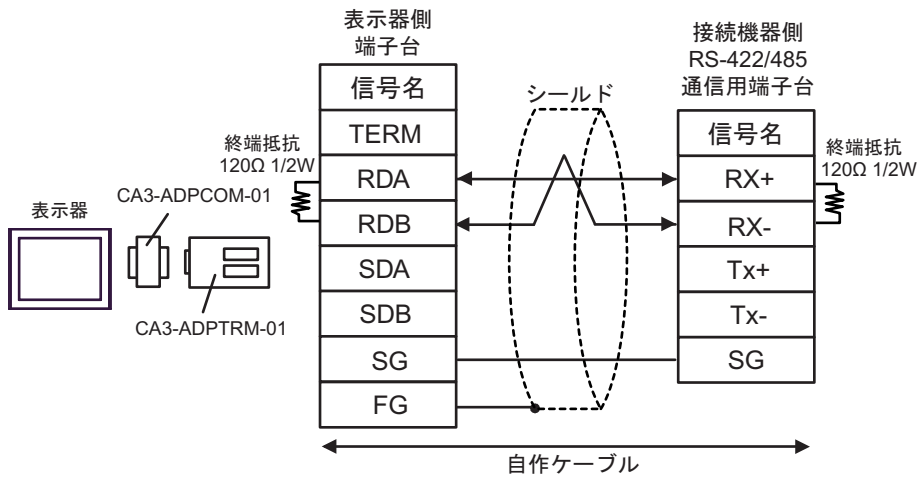 表示器側
端子台
信号名
TERM
RDA
RDB
SDA
SDB
SG
FG
終端抵抗
120Ω 1/2W
表示器
CA3-ADPCOM-01
CA3-ADPTRM-01
シールド
接続機器側
RS-422/485
通信用端子台
信号名
RX+
RX-
Tx+
Tx-
SG
終端抵抗
120Ω 1/2W
自作ケーブル